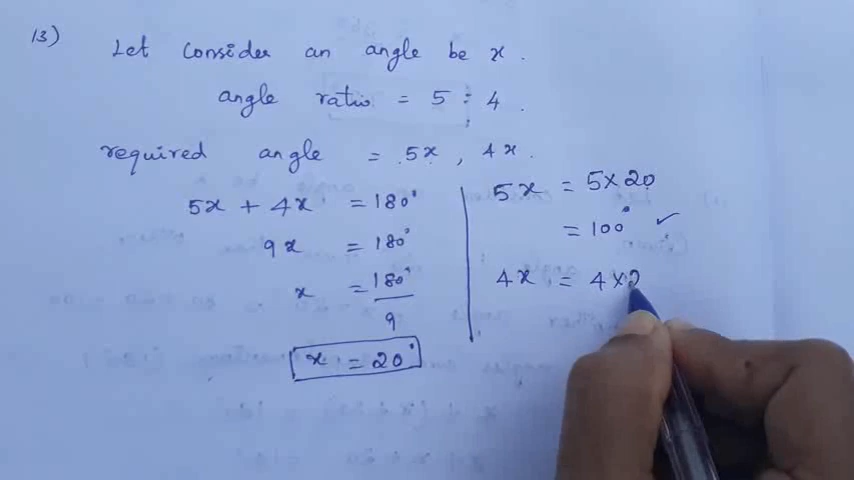 13)
Let consider an angle be x.
angle ratio = 5 : 4.
required angle = 5x, 4x.
5x + 4x = 180°
9x = 180°
x = 180°/9
x = 20°
5x = 5×20
= 100° ✓
4x = 4×2